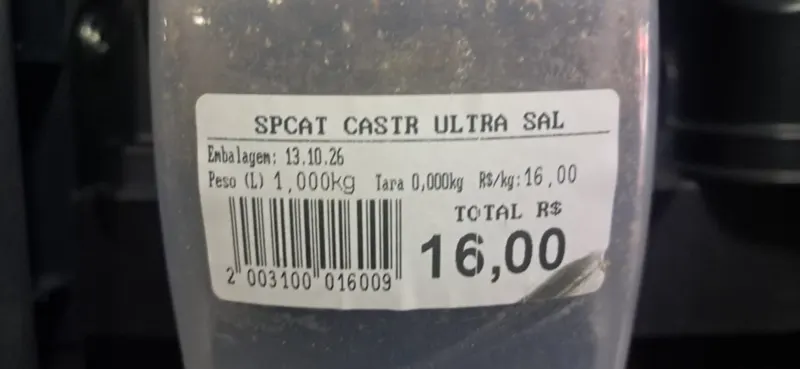 SPCAT CASTR ULTRA SAL
Embalagem: 13.10.26
Peso (L) 1,000kg Tara 0,000kg R$/kg: 16,00
TOTAL R$
16,00
2 003100 016009